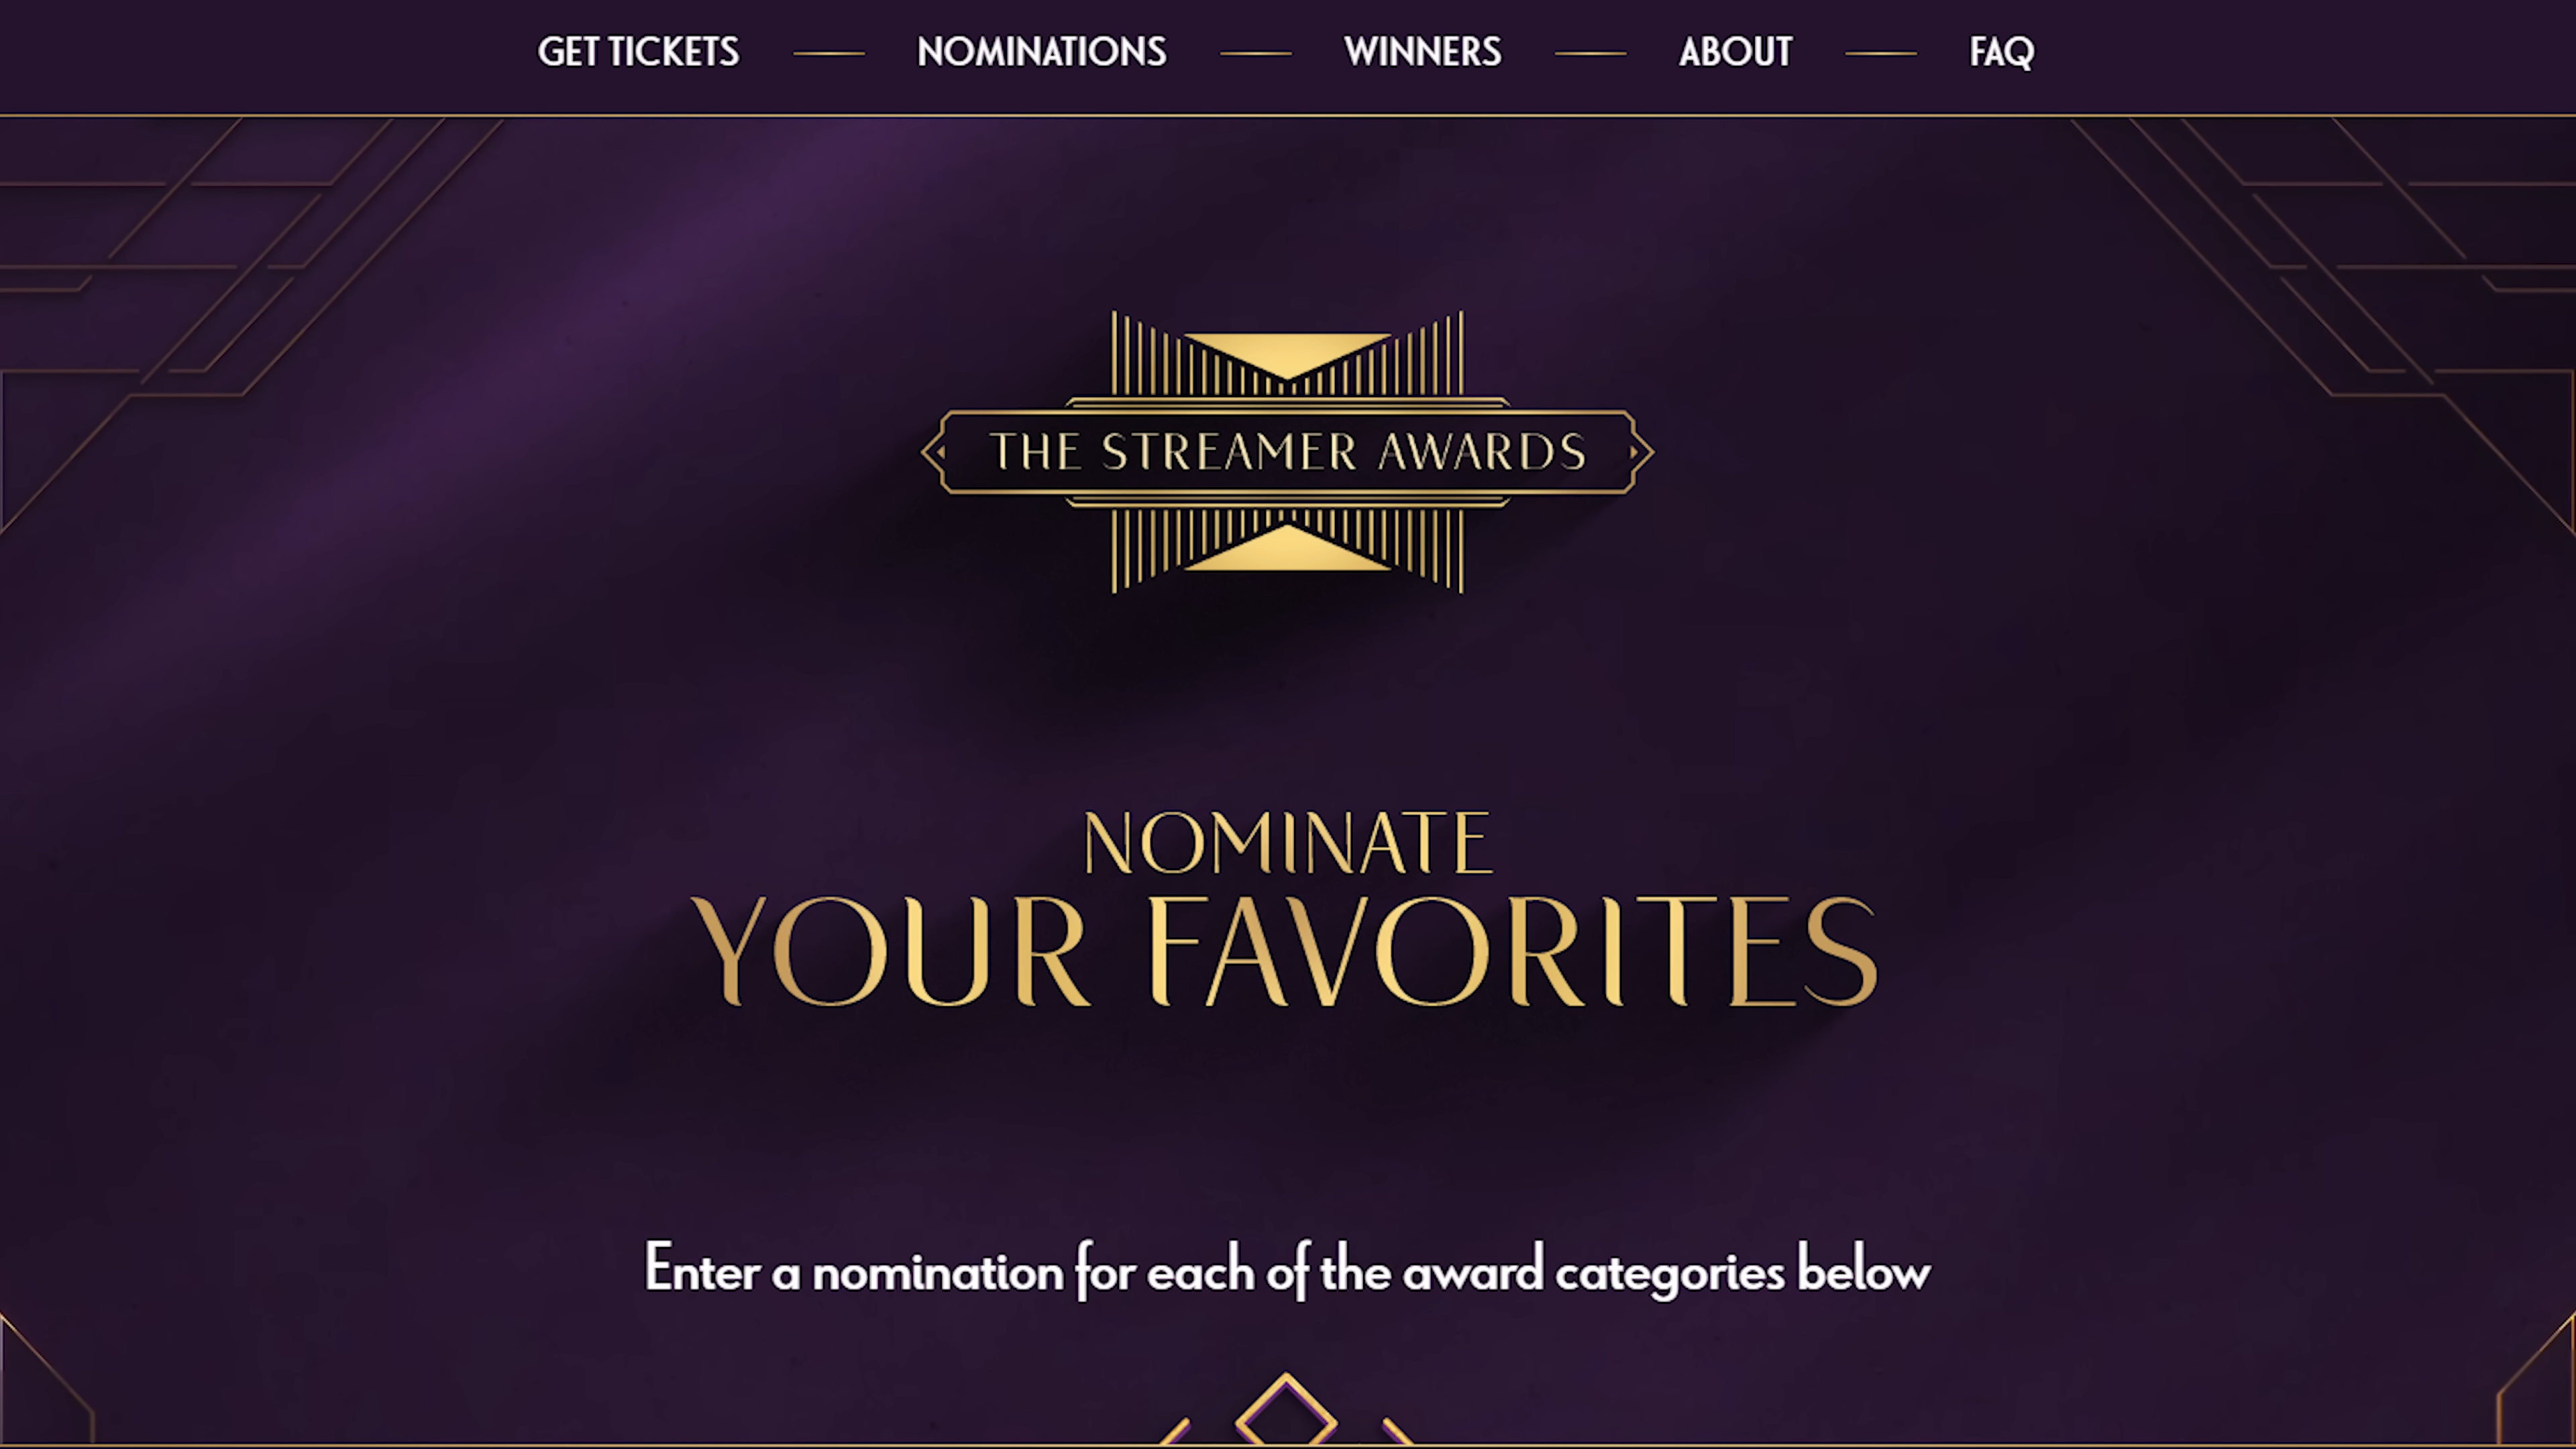 GET TICKETS NOMINATIONS WINNERS ABOUT FAQ
THE STREAMER AWARDS
NOMINATE
YOUR FAVORITES
Enter a nomination for each of the award categories below